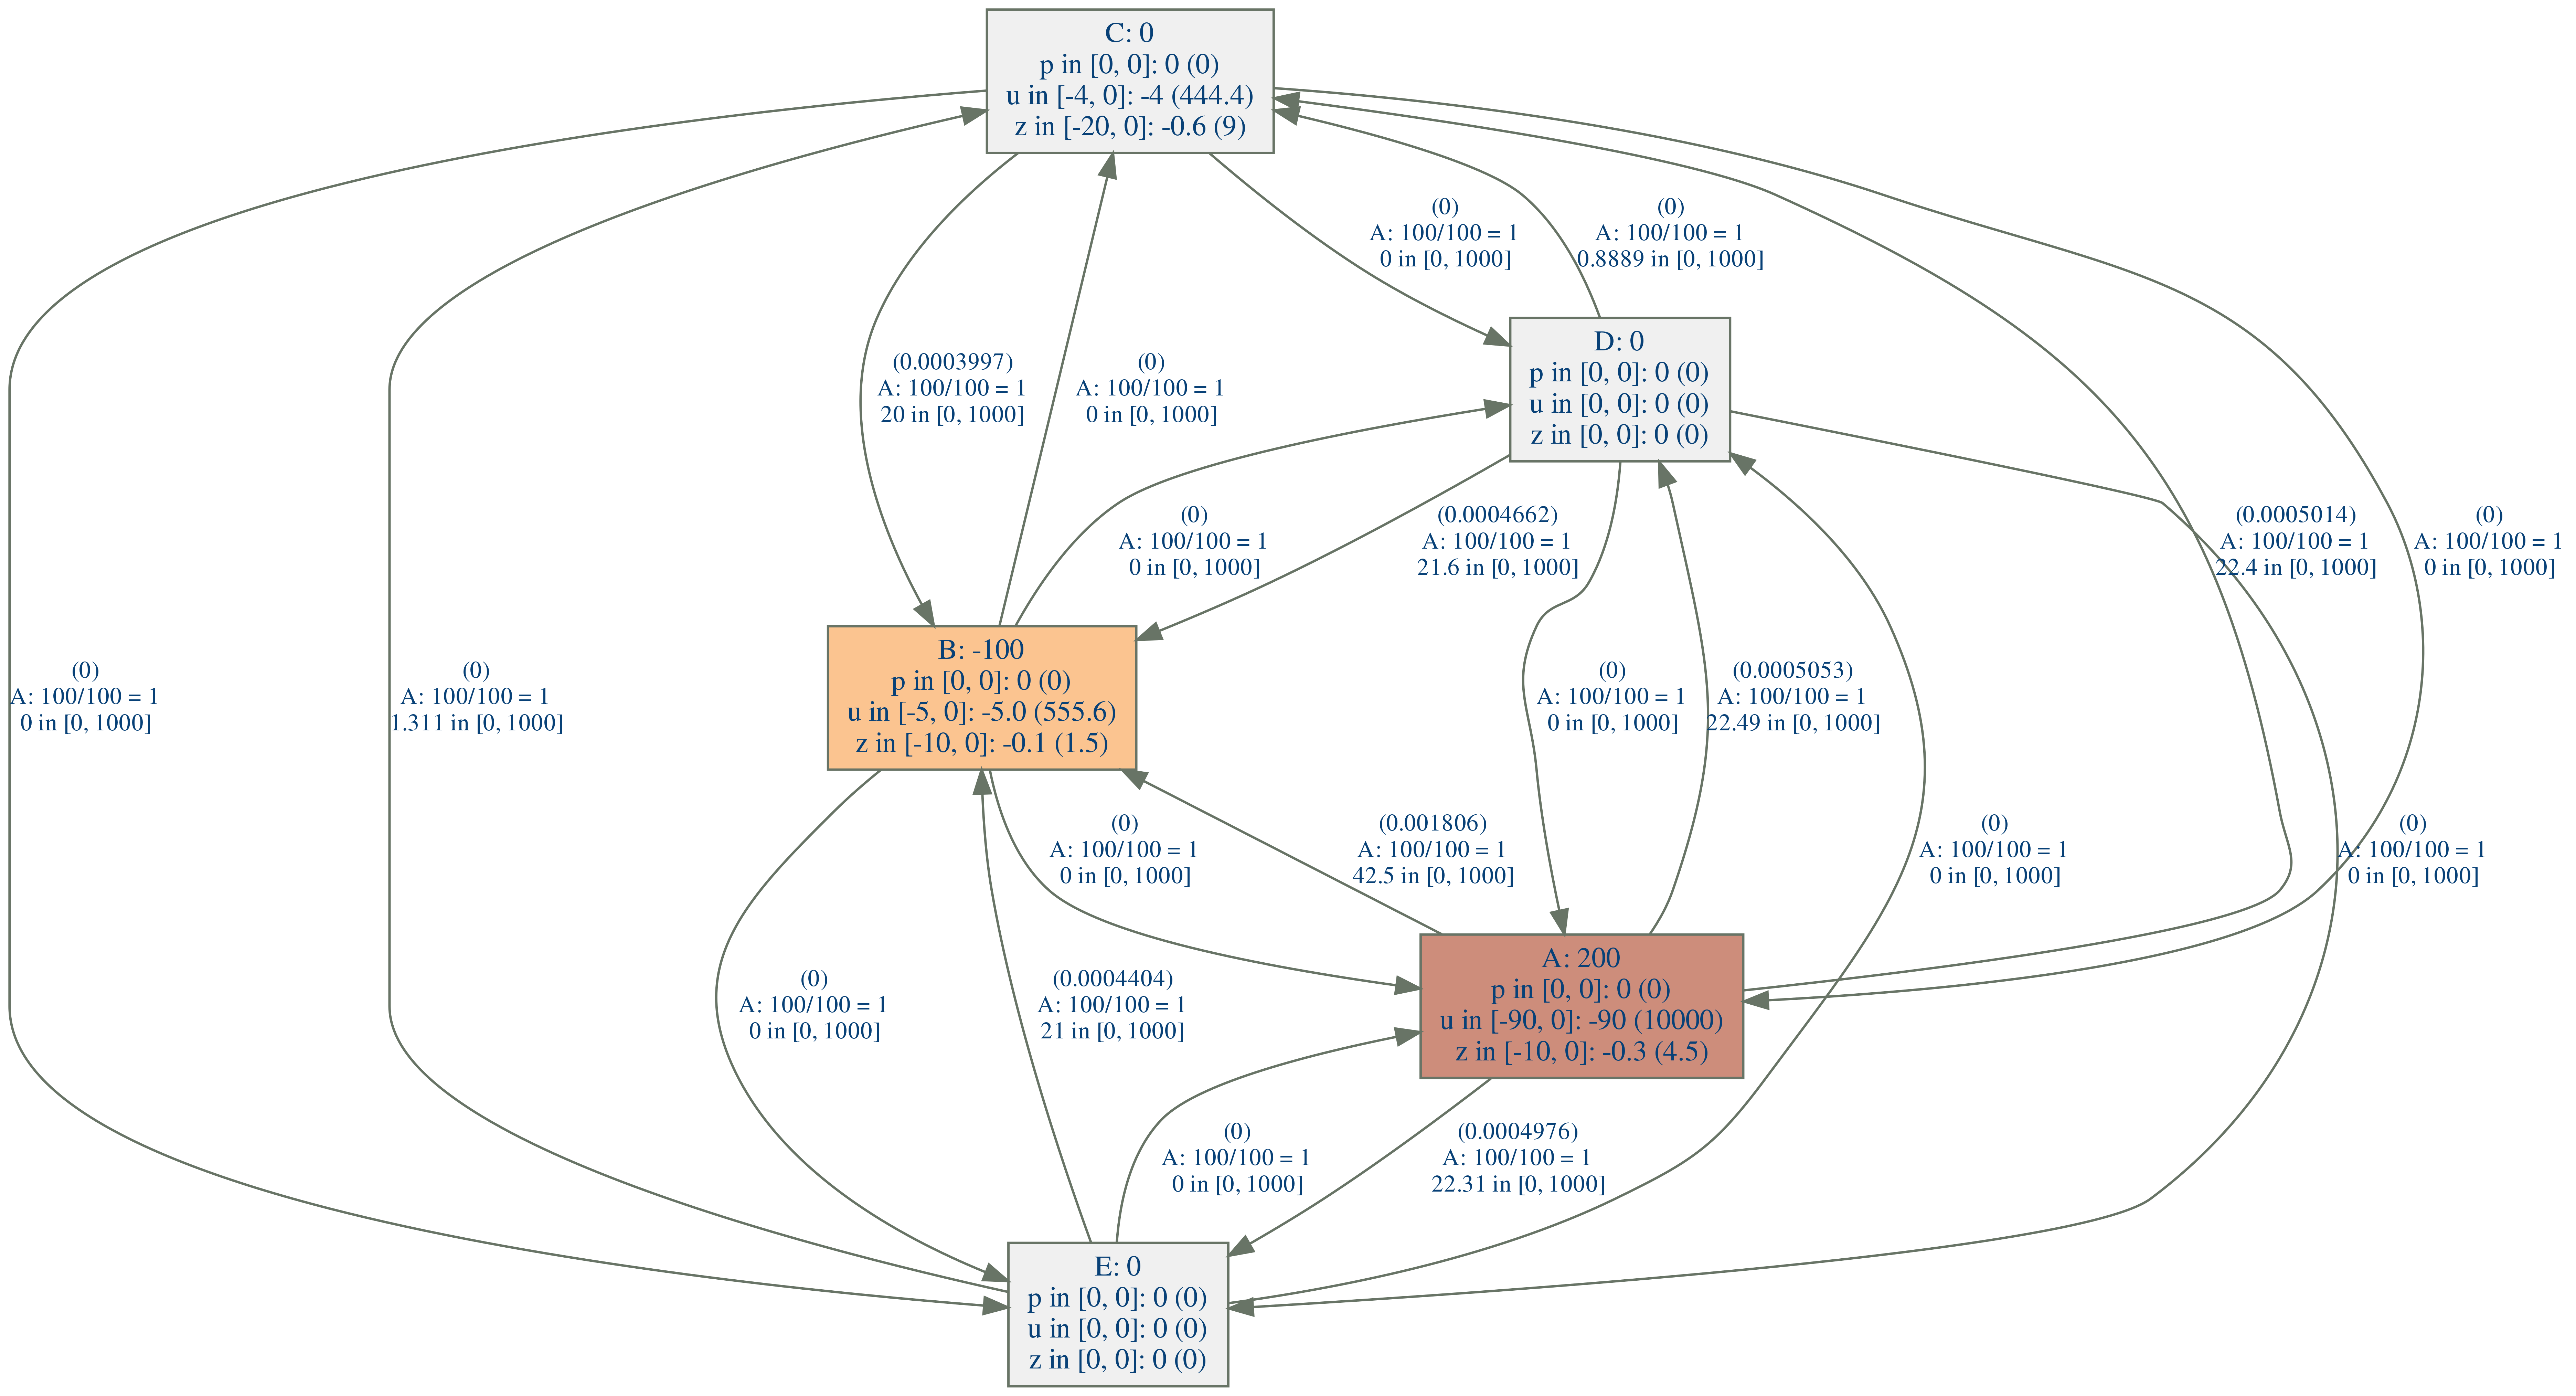 C: 0
p in [0, 0]: 0 (0)
u in [-4, 0]: -4 (444.4)
z in [-20, 0]: -0.6 (9)
(0)
A: 100/100 = 1
0 in [0, 1000]
(0)
A: 100/100 = 1
0.8889 in [0, 1000]
D: 0
p in [0, 0]: 0 (0)
u in [0, 0]: 0 (0)
z in [0, 0]: 0 (0)
(0.0003997)
A: 100/100 = 1
20 in [0, 1000]
(0)
A: 100/100 = 1
0 in [0, 1000]
(0)
A: 100/100 = 1
0 in [0, 1000]
(0.0004662)
A: 100/100 = 1
21.6 in [0, 1000]
(0.0005014)
A: 100/100 = 1
22.4 in [0, 1000]
(0)
A: 100/100 = 1
0 in [0, 1000]
(0)
A: 100/100 = 1
0 in [0, 1000]
(0)
A: 100/100 = 1
1.311 in [0, 1000]
B: -100
p in [0, 0]: 0 (0)
u in [-5, 0]: -5.0 (555.6)
z in [-10, 0]: -0.1 (1.5)
(0)
A: 100/100 = 1
0 in [0, 1000]
(0.0005053)
A: 100/100 = 1
22.49 in [0, 1000]
(0)
A: 100/100 = 1
0 in [0, 1000]
(0.001806)
A: 100/100 = 1
42.5 in [0, 1000]
(0)
A: 100/100 = 1
0 in [0, 1000]
(0)
A: 100/100 = 1
0 in [0, 1000]
A: 200
p in [0, 0]: 0 (0)
u in [-90, 0]: -90 (10000)
z in [-10, 0]: -0.3 (4.5)
(0)
A: 100/100 = 1
0 in [0, 1000]
(0.0004404)
A: 100/100 = 1
21 in [0, 1000]
(0)
A: 100/100 = 1
0 in [0, 1000]
(0.0004976)
A: 100/100 = 1
22.31 in [0, 1000]
E: 0
p in [0, 0]: 0 (0)
u in [0, 0]: 0 (0)
z in [0, 0]: 0 (0)